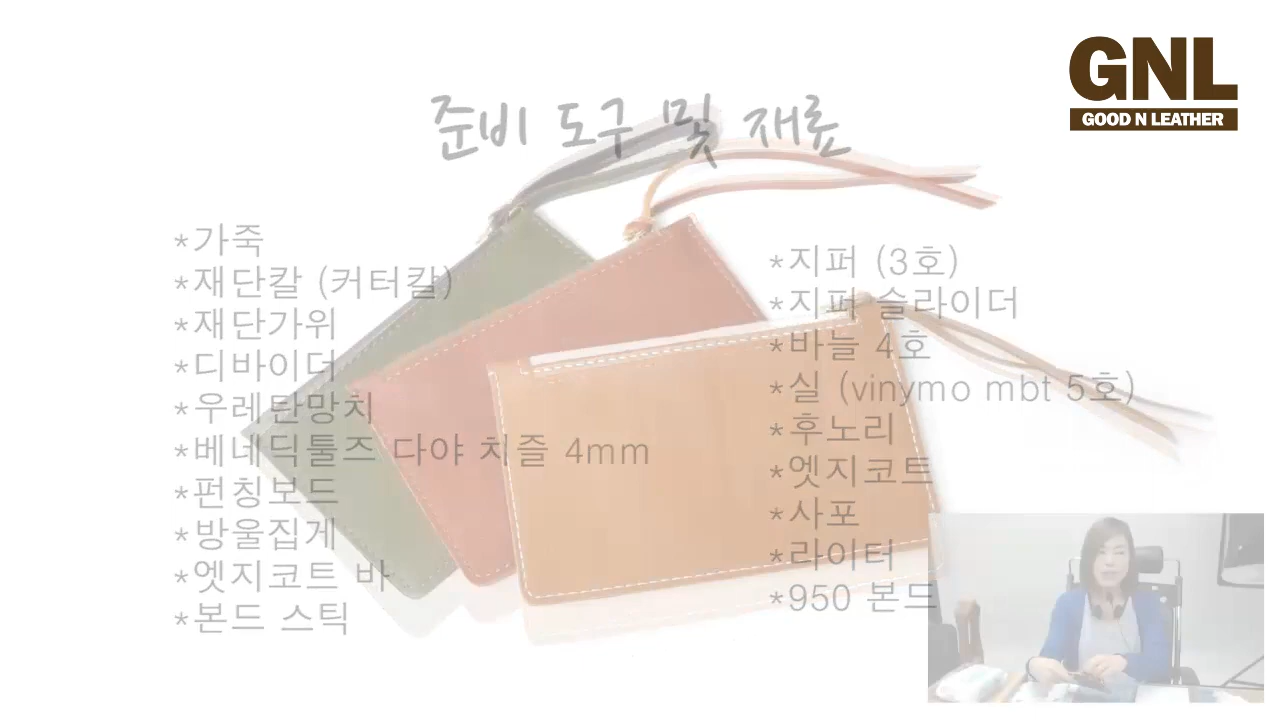 GNL
GOOD N LEATHER
준비 도구 및 재료
*가죽
*재단칼 (커터칼)
*재단가위
*디바이더
*우레탄망치
*베네딕툴즈 다야 치즐 4mm
*펀칭보드
*방울집게
*엣지코트 바
*본드 스틱
*지퍼 (3호)
*지퍼 슬라이더
*바늘 4호
*실 (vinymo mbt 5호)
*후노리
*엣지코트
*사포
*라이터
*950 본드